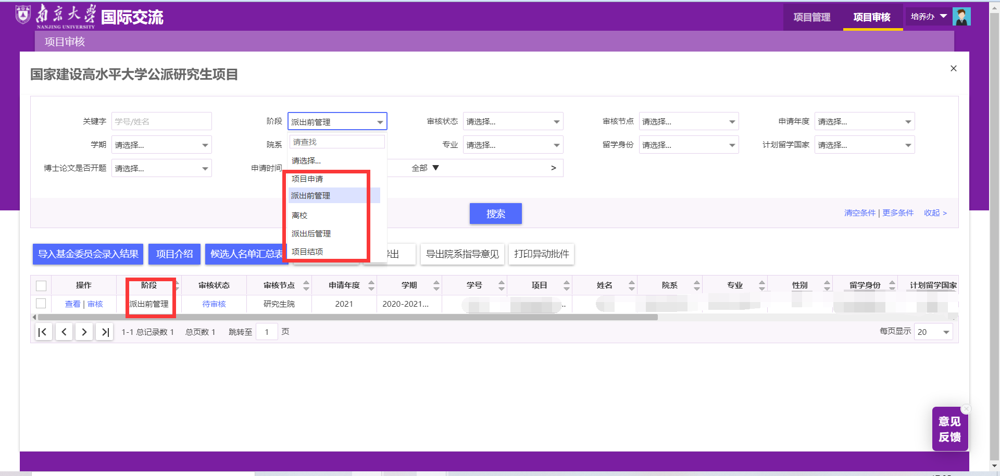 南京大学 国际交流
NANJING UNIVERSITY
项目管理 项目审核 培养办
项目审核
国家建设高水平大学公派研究生项目
关键字 学号/姓名 阶段 派出前管理 审核状态 请选择... 审核节点 请选择... 申请年度 请选择...
学期 请选择... 院系 请查找 专业 请选择... 留学身份 请选择... 计划留学国家 请选择...
请选择...
博士论文是否开题 请选择... 申请时间 全部 ▼ >
项目申请
派出前管理
离校
派出后管理
项目结项
搜索 清空条件 | 更多条件 收起 >
导入基金委员会录入结果 项目介绍 候选人名单汇总表 出 导出院系指导意见 打印异动批件
操作 阶段 审核状态 审核节点 申请年度 学期 学号 项目 姓名 院系 专业 性别 留学身份 计划留学国家
查看 | 审核 派出前管理 待审核 研究生院 2021 2020-2021... ..
1-1 总记录数 1 总页数 1 跳转至 1 页 每页显示 20
意见
反馈